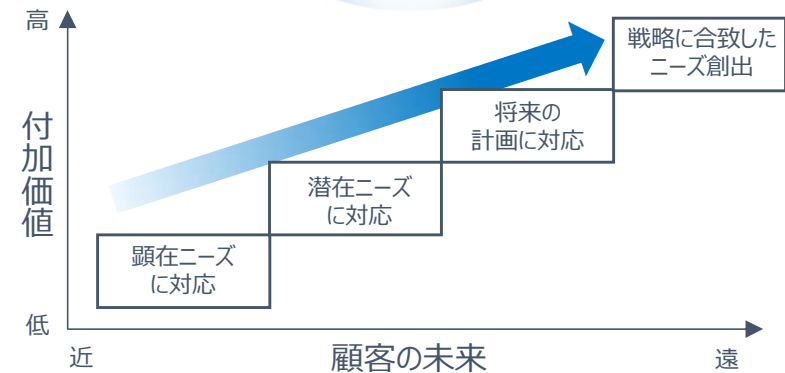 高
戦略に合致した
ニーズ創出
将来の
計画に対応
付加価値
潜在ニーズ
に対応
顕在ニーズ
に対応
低
近
顧客の未来
遠